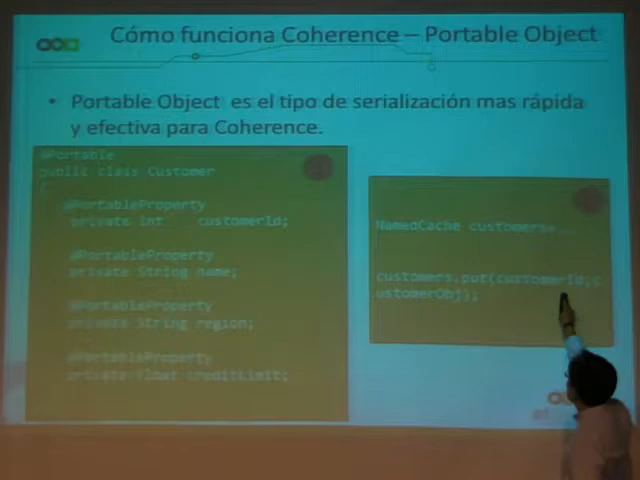 Cómo funciona Coherence – Portable Object
• Portable Object es el tipo de serialización mas rápida
y efectiva para Coherence.
@Portable
public class Customer
{
@PortableProperty
private int customerId;
@PortableProperty
private String name;
@PortableProperty
private String region;
@PortableProperty
private float creditLimit;
NamedCache customers=...
customers.put(customerId,c
ustomerObj);